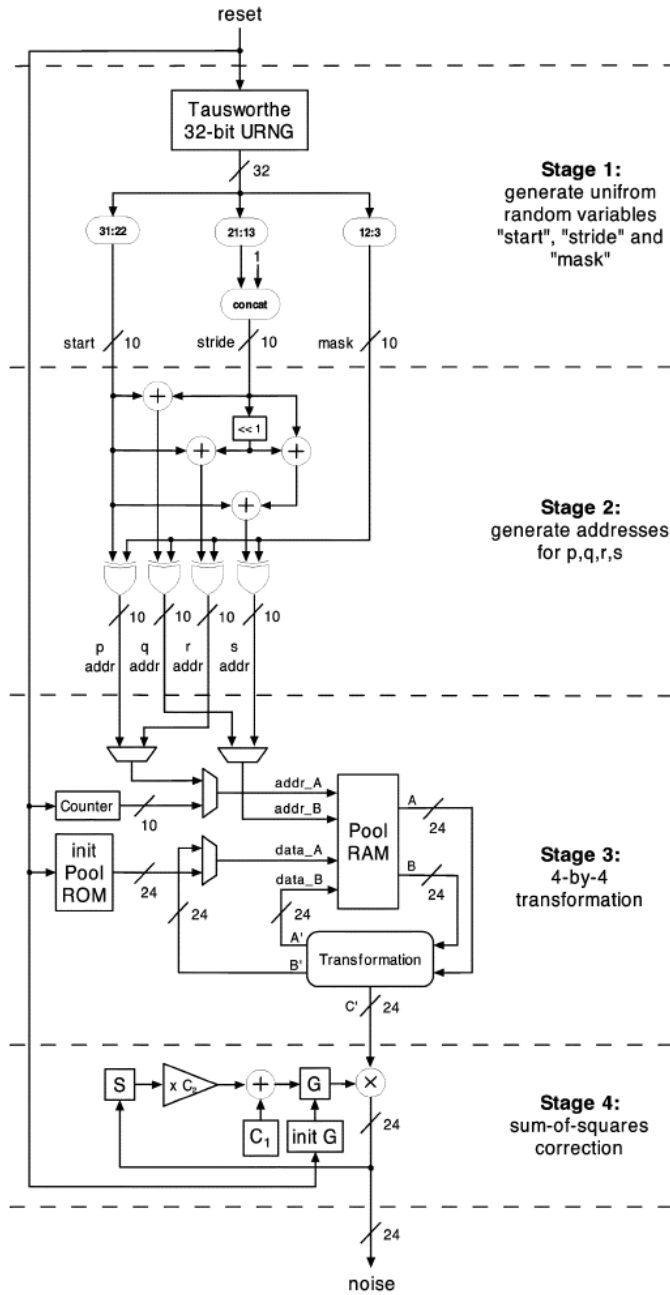 reset
Tausworthe
32-bit URNG
32
Stage 1:
generate unifrom
random variables
"start", "stride" and
"mask"
31:22
21:13
12:3
1
concat
start
10
stride
10
mask
10
+
<< 1
+
+
+
Stage 2:
generate addresses
for p,q,r,s
10
10
10
10
p
addr
q
addr
r
addr
s
addr
Counter
10
addr_A
addr_B
init
Pool
ROM
24
data_A
data_B
24
24
Pool
RAM
A
24
B
24
Stage 3:
4-by-4
transformation
A'
B'
Transformation
C'
24
S
x C₂
+
G
×
C₁
init G
24
Stage 4:
sum-of-squares
correction
24
noise